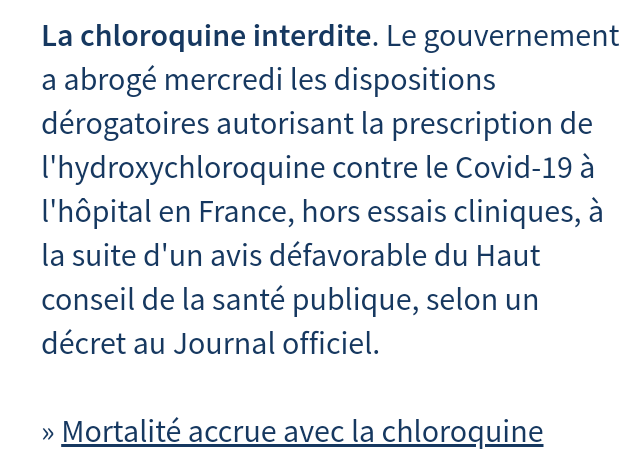 La chloroquine interdite. Le gouvernement
a abrogé mercredi les dispositions
dérogatoires autorisant la prescription de
l'hydroxychloroquine contre le Covid-19 à
l'hôpital en France, hors essais cliniques, à
la suite d'un avis défavorable du Haut
conseil de la santé publique, selon un
décret au Journal officiel.
» Mortalité accrue avec la chloroquine